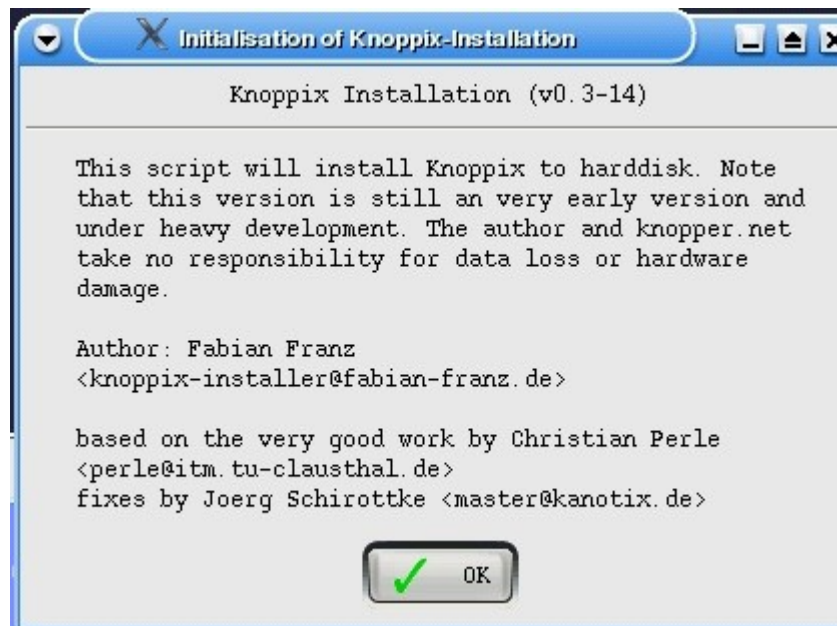 Initialisation of Knoppix-Installation
Knoppix Installation (v0.3-14)
This script will install Knoppix to harddisk. Note
that this version is still an very early version and
under heavy development. The author and knopper.net
take no responsibility for data loss or hardware
damage.
Author: Fabian Franz
<knoppix-installer@fabian-franz.de>
based on the very good work by Christian Perle
<perle@itm.tu-clausthal.de>
fixes by Joerg Schirottke <master@kanotix.de>
OK